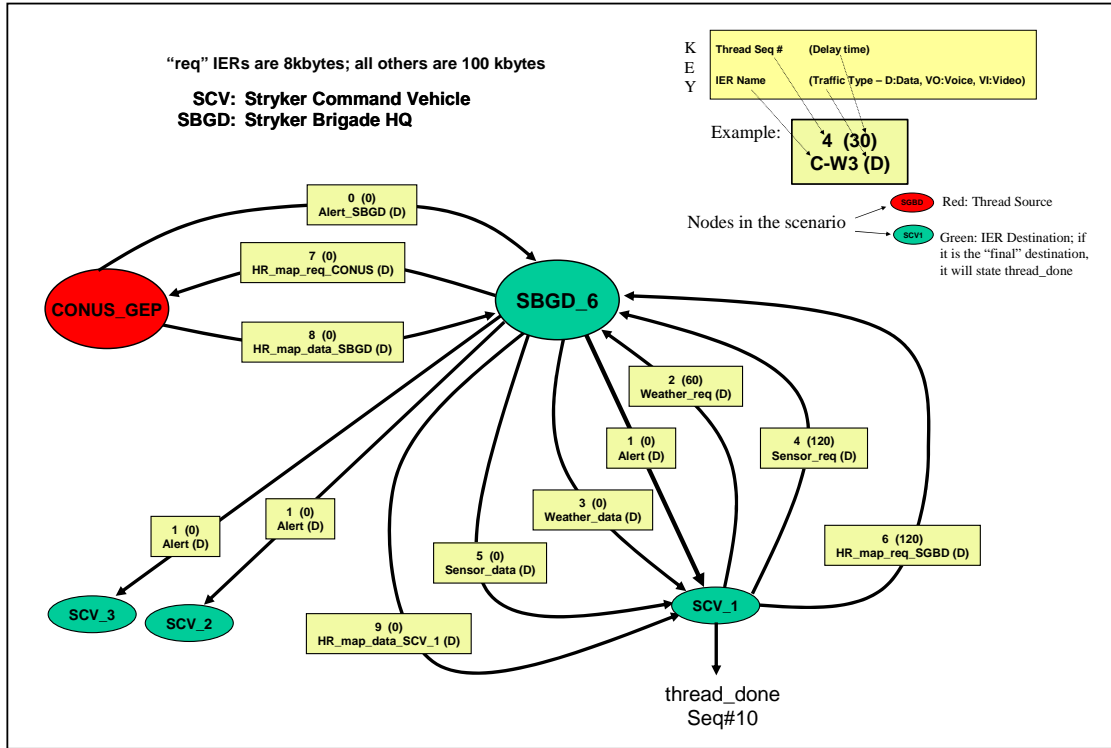 “req” IERs are 8kbytes; all others are 100 kbytes
SCV: Stryker Command Vehicle
SBGD: Stryker Brigade HQ
K
E
Y
Thread Seq # (Delay time)
IER Name (Traffic Type – D:Data, VO:Voice, VI:Video)
Example:
4 (30)
C-W3 (D)
Nodes in the scenario
SGBD
Red: Thread Source
SCV1
Green: IER Destination; if
it is the “final” destination,
it will state thread_done
0 (0)
Alert_SBGD (D)
7 (0)
HR_map_req_CONUS (D)
CONUS_GEP
SBGD_6
8 (0)
HR_map_data_SBGD (D)
2 (60)
Weather_req (D)
1 (0)
Alert (D)
4 (120)
Sensor_req (D)
3 (0)
Weather_data (D)
1 (0)
Alert (D)
1 (0)
Alert (D)
5 (0)
Sensor_data (D)
6 (120)
HR_map_req_SGBD (D)
SCV_3
SCV_2
SCV_1
9 (0)
HR_map_data_SCV_1 (D)
thread_done
Seq#10